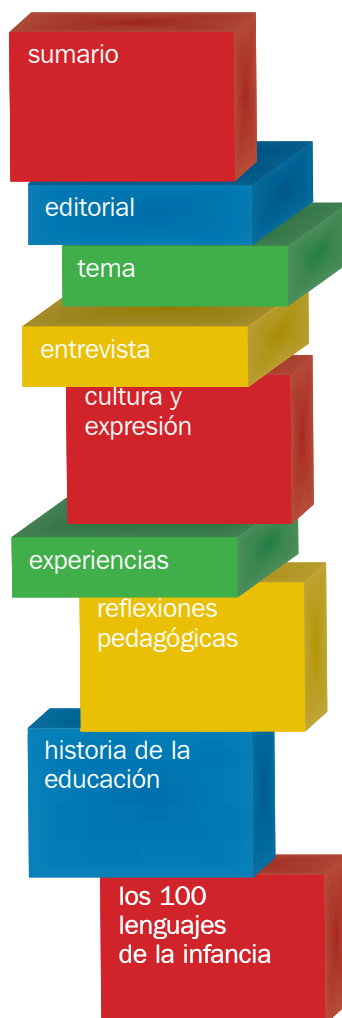 sumario
editorial
tema
entrevista
cultura y
expresión
experiencias
reflexiones
pedagógicas
historia de la
educación
los 100
lenguajes
de la infancia